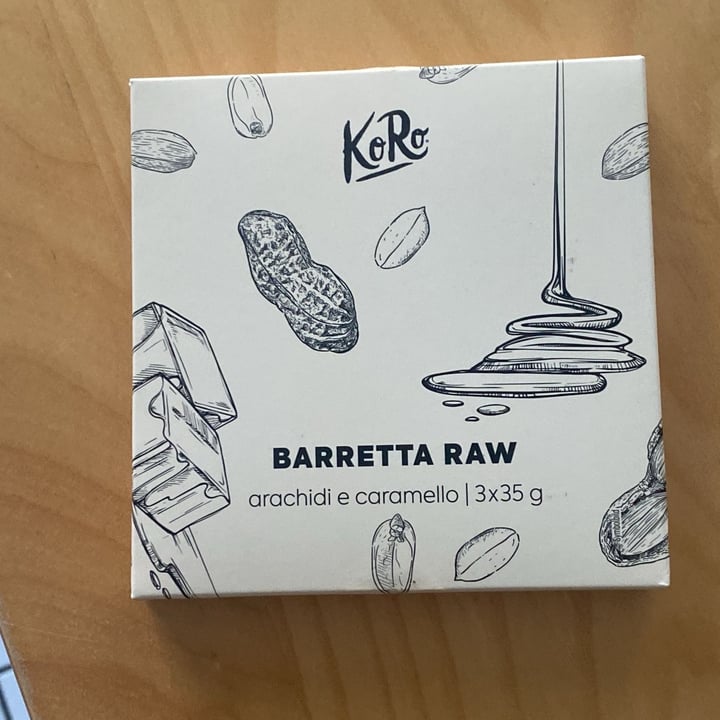 KoRo
BARRETTA RAW
arachidi e caramello | 3x35 g